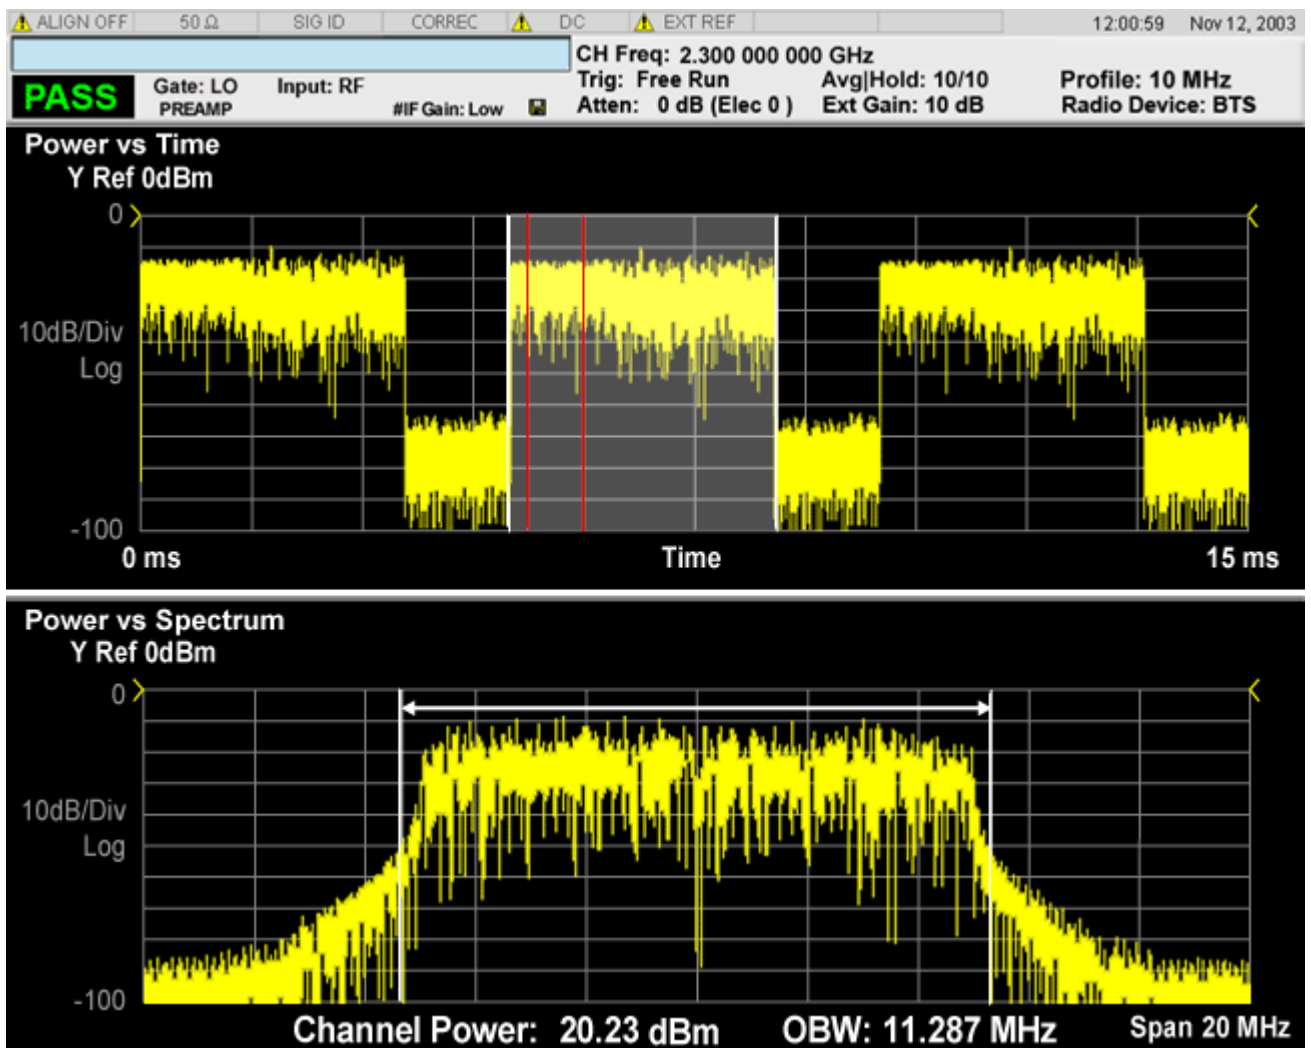 ALIGN OFF 50 Ω SIG ID CORREC DC EXT REF 12:00:59 Nov 12, 2003
CH Freq: 2.300 000 000 GHz
PASS Gate: LO Input: RF Trig: Free Run Avg|Hold: 10/10 Profile: 10 MHz
PREAMP #IF Gain: Low Atten: 0 dB (Elec 0 ) Ext Gain: 10 dB Radio Device: BTS
Power vs Time
Y Ref 0dBm
0
10dB/Div
Log
-100
0 ms Time 15 ms
Power vs Spectrum
Y Ref 0dBm
0
10dB/Div
Log
-100
Channel Power: 20.23 dBm OBW: 11.287 MHz Span 20 MHz